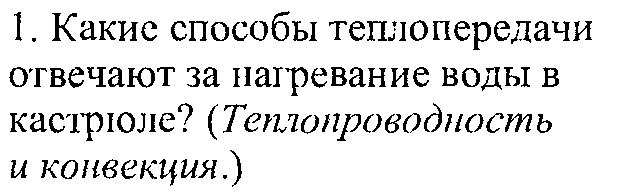 1. Какие способы теплопередачи
отвечают за нагревание воды в
кастрюле? (Теплопроводность
и конвекция.)